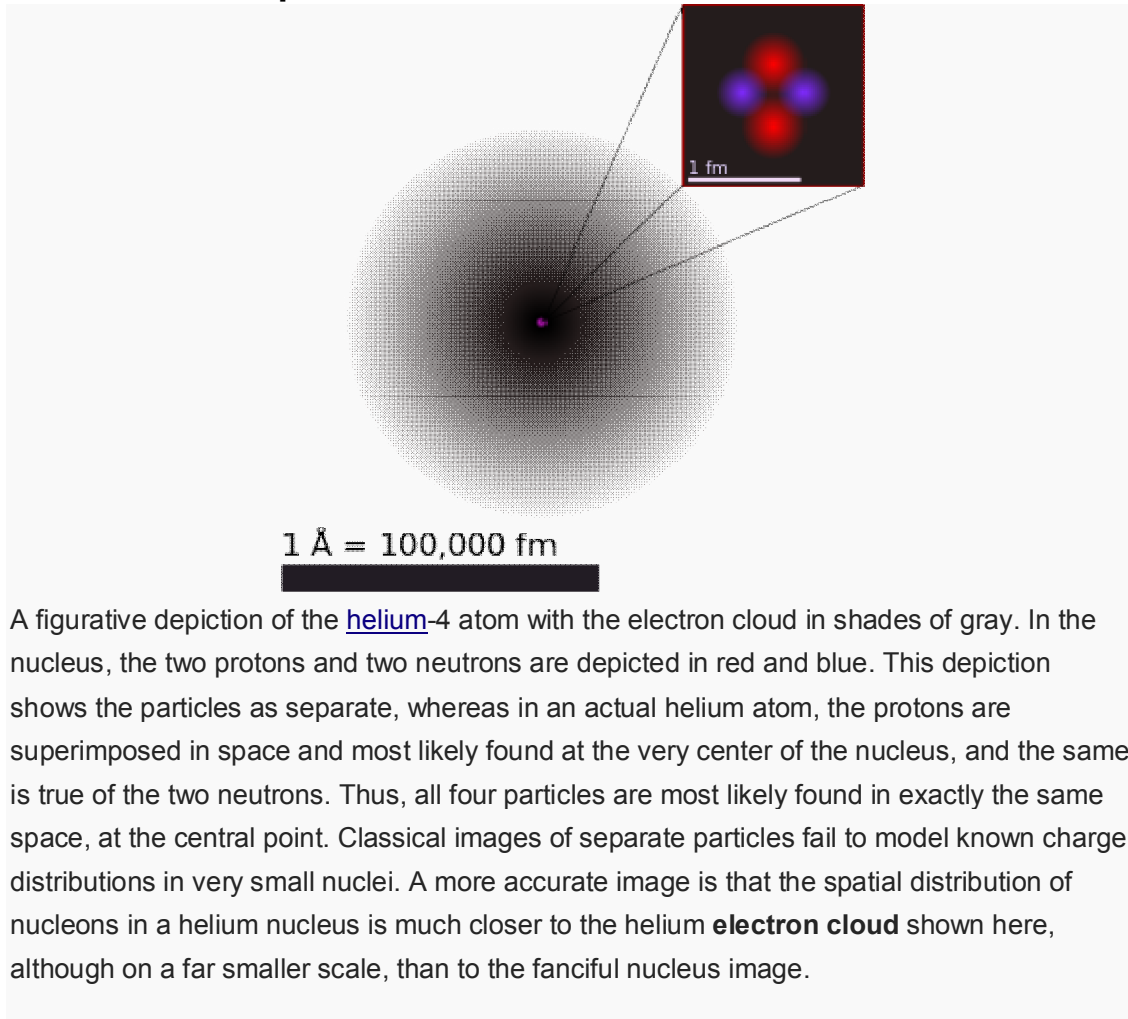 1 fm
1 Å = 100,000 fm
A figurative depiction of the helium-4 atom with the electron cloud in shades of gray. In the
nucleus, the two protons and two neutrons are depicted in red and blue. This depiction
shows the particles as separate, whereas in an actual helium atom, the protons are
superimposed in space and most likely found at the very center of the nucleus, and the same
is true of the two neutrons. Thus, all four particles are most likely found in exactly the same
space, at the central point. Classical images of separate particles fail to model known charge
distributions in very small nuclei. A more accurate image is that the spatial distribution of
nucleons in a helium nucleus is much closer to the helium electron cloud shown here,
although on a far smaller scale, than to the fanciful nucleus image.